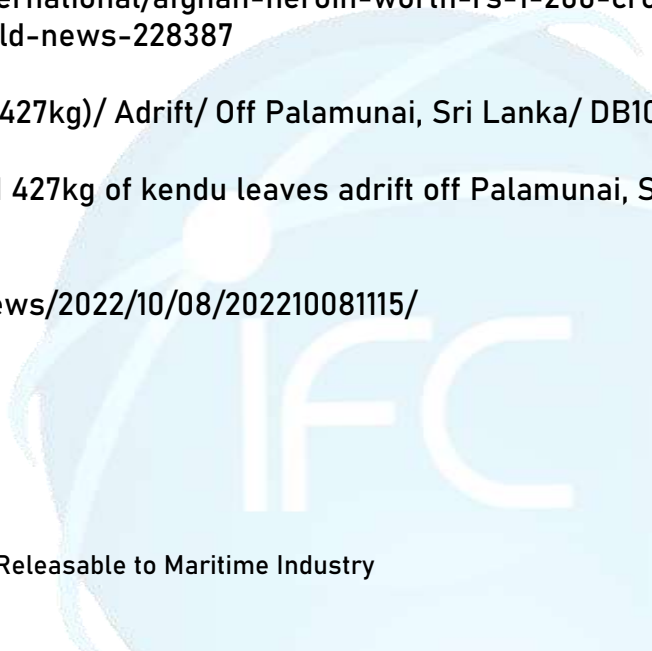 ernational/afghan-heroin-worth-rs-1-200-cro
ld-news-228387
427kg)/ Adrift/ Off Palamunai, Sri Lanka/ DB10
427kg of kendu leaves adrift off Palamunai, S
ews/2022/10/08/202210081115/
IFC
Releasable to Maritime Industry